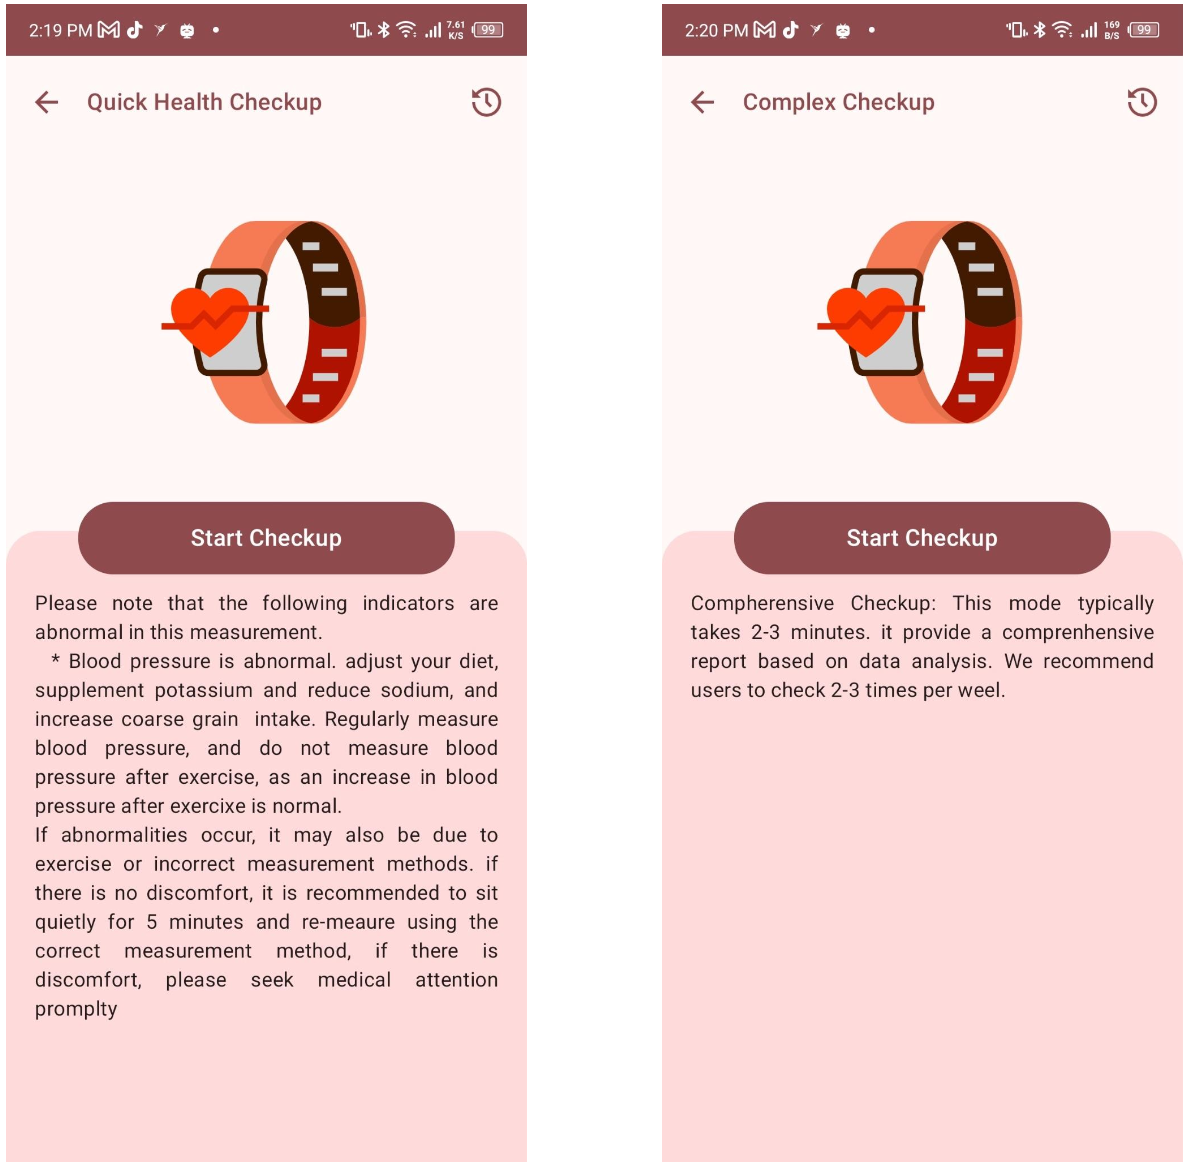 2:19 PM
7.61
K/S
99
Quick Health Checkup
Start Checkup
Please note that the following indicators are
abnormal in this measurement.
* Blood pressure is abnormal. adjust your diet,
supplement potassium and reduce sodium, and
increase coarse grain intake. Regularly measure
blood pressure, and do not measure blood
pressure after exercise, as an increase in blood
pressure after exercixe is normal.
If abnormalities occur, it may also be due to
exercise or incorrect measurement methods. if
there is no discomfort, it is recommended to sit
quietly for 5 minutes and re-meaure using the
correct measurement method, if there is
discomfort, please seek medical attention
promplty
2:20 PM
169
B/S
99
Complex Checkup
Start Checkup
Compherensive Checkup: This mode typically
takes 2-3 minutes. it provide a comprenhensive
report based on data analysis. We recommend
users to check 2-3 times per weel.